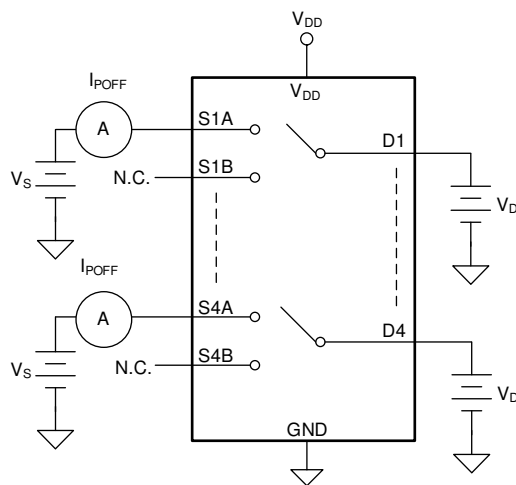 VDD
VDD
IPOFF
A
S1A
D1
S1B
N.C.
VS
VD
IPOFF
A
S4A
D4
S4B
N.C.
VS
VD
GND